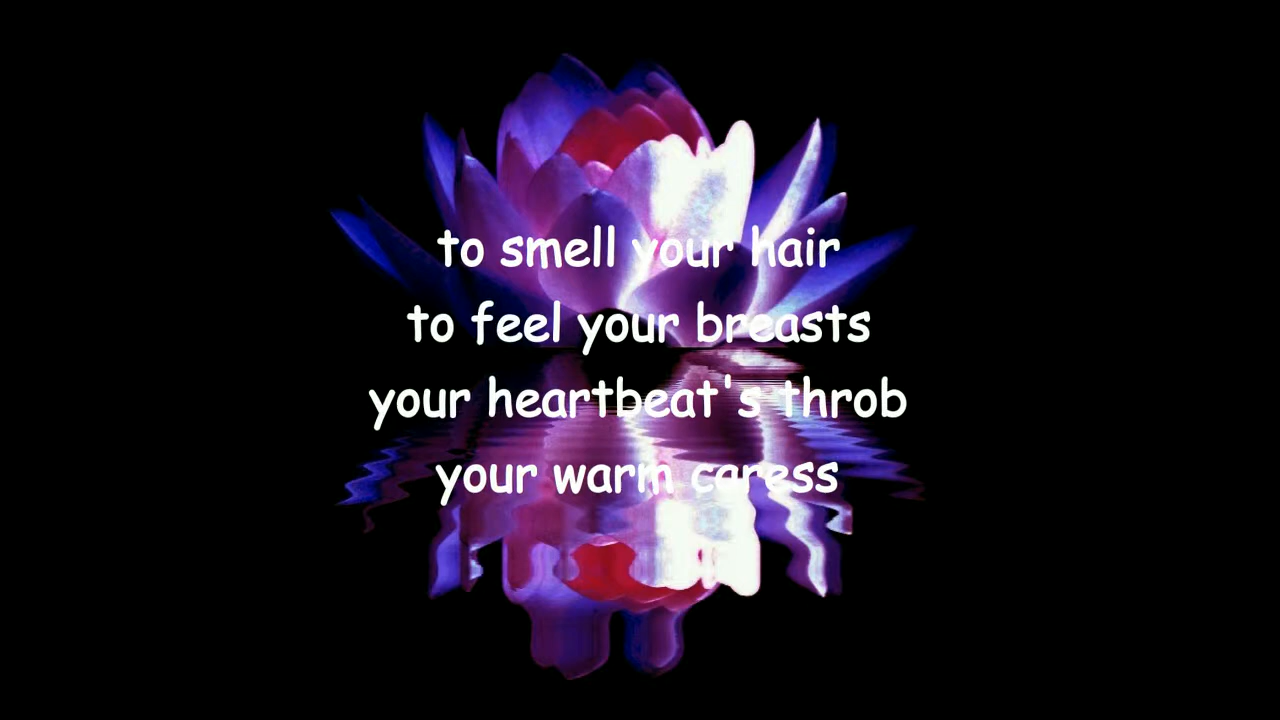 to smell your hair
to feel your breasts
your heartbeat's throb
your warm caress